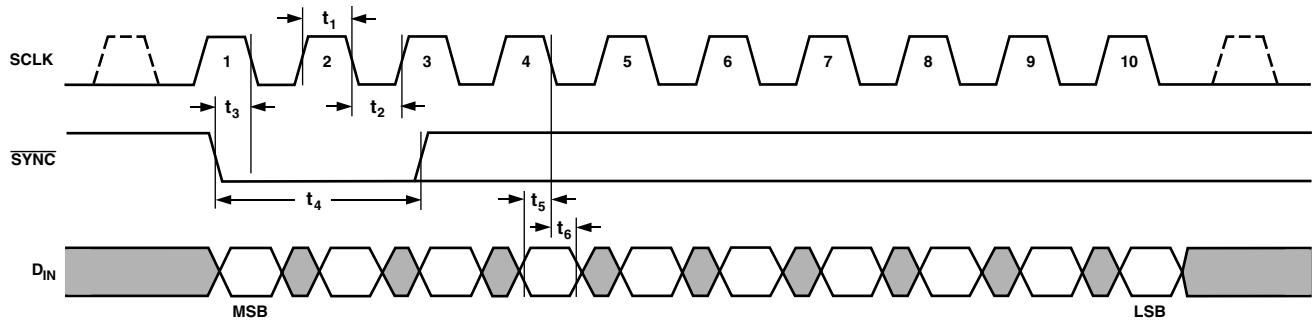 t1
SCLK 1 2 3 4 5 6 7 8 9 10
t3 t2
SYNC
t4
t5
t6
DIN
MSB LSB